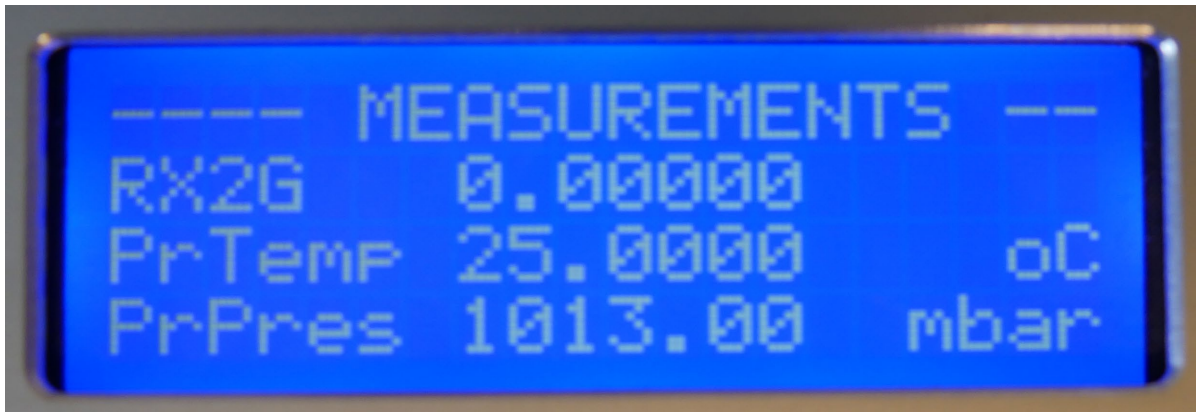 ---- MEASUREMENTS --
RX2G 0.00000
PrTemp 25.0000 oC
PrPres 1013.00 mbar